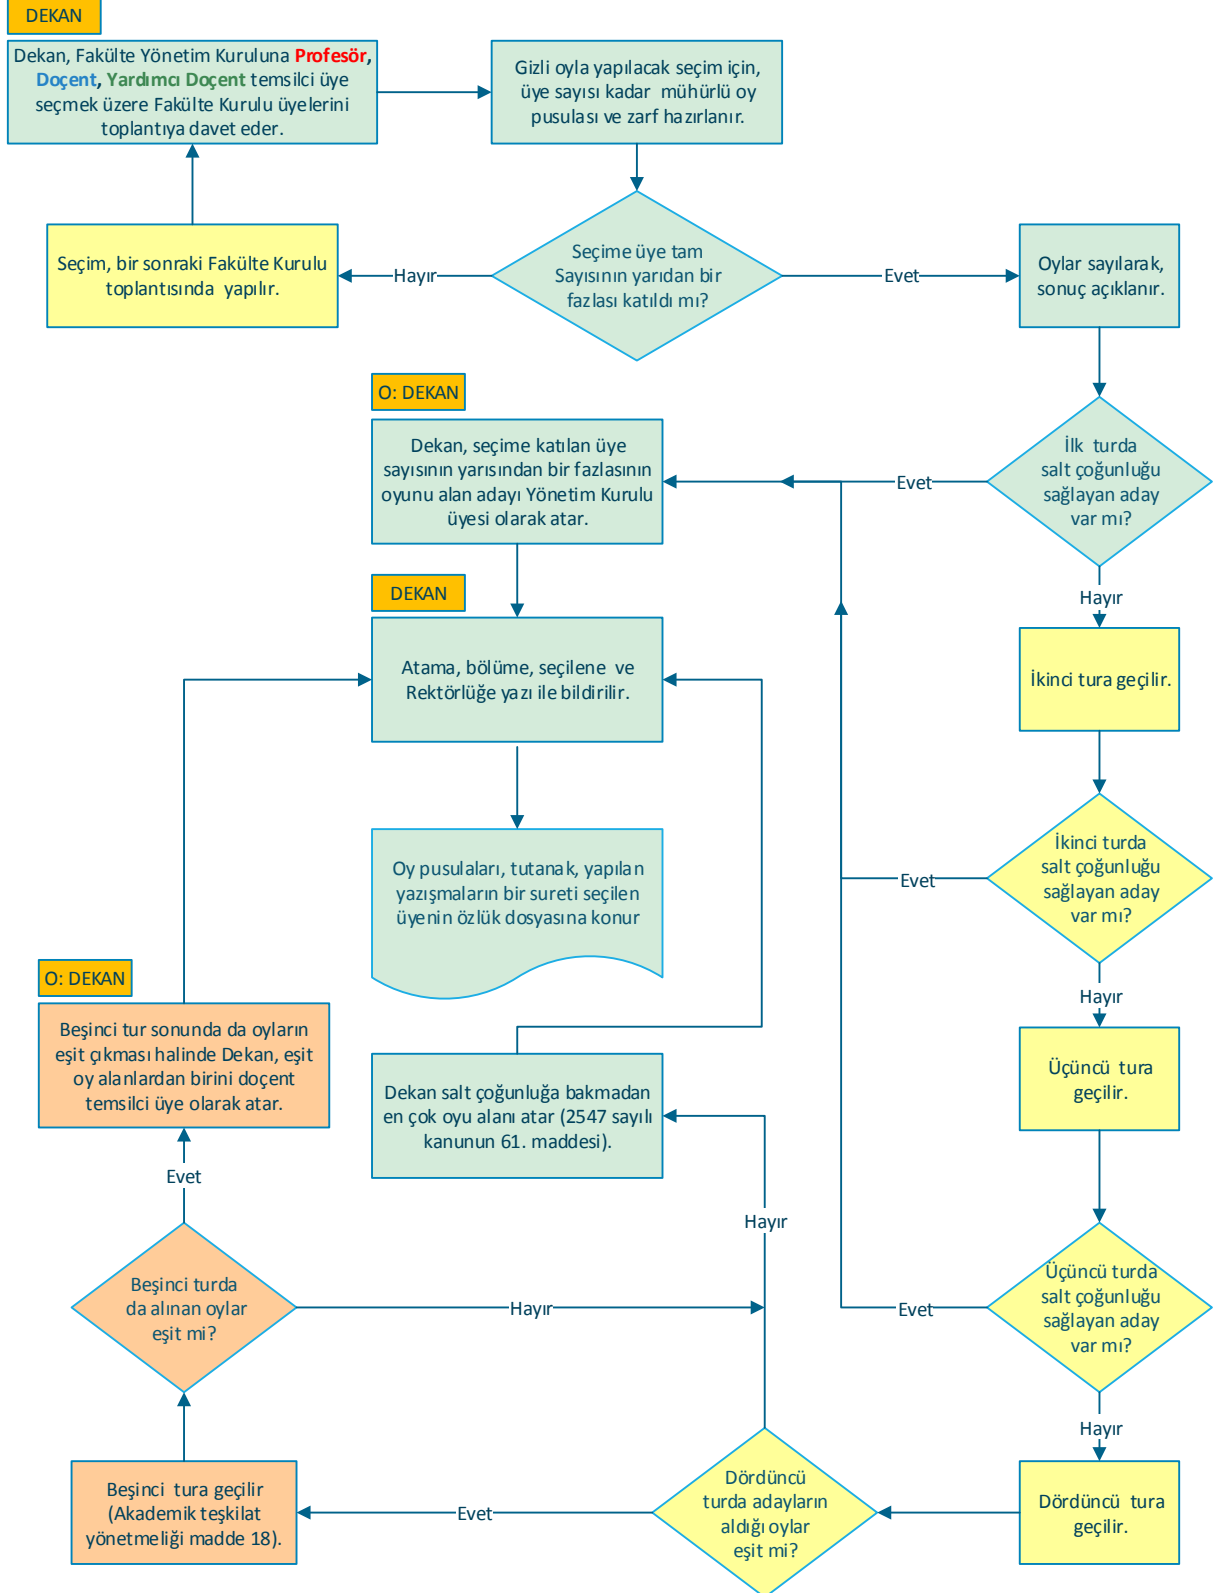 DEKAN
Dekan, Fakülte Yönetim Kuruluna Profesör,
Doçent, Yardımcı Doçent temsilci üye
seçmek üzere Fakülte Kurulu üyelerini
toplantıya davet eder.
Gizli oyla yapılacak seçim için,
üye sayısı kadar mühürlü oy
pusulası ve zarf hazırlanır.
Seçim, bir sonraki Fakülte Kurulu
toplantısında yapılır.
Hayır
Seçime üye tam
Sayısının yarıdan bir
fazlası katıldı mı?
Evet
Oylar sayılarak,
sonuç açıklanır.
O: DEKAN
Dekan, seçime katılan üye
sayısının yarısından bir fazlasının
oyunu alan adayı Yönetim Kurulu
üyesi olarak atar.
Evet
İlk turda
salt çoğunluğu
sağlayan aday
var mı?
Hayır
DEKAN
Atama, bölüme, seçilene ve
Rektörlüğe yazı ile bildirilir.
İkinci tura geçilir.
Oy pusulaları, tutanak, yapılan
yazışmaların bir sureti seçilen
üyenin özlük dosyasına konur
Evet
İkinci turda
salt çoğunluğu
sağlayan aday
var mı?
Hayır
O: DEKAN
Beşinci tur sonunda da oyların
eşit çıkması halinde Dekan, eşit
oy alanlardan birini doçent
temsilci üye olarak atar.
Dekan salt çoğunluğa bakmadan
en çok oyu alanı atar (2547 sayılı
kanunun 61. maddesi).
Üçüncü tura
geçilir.
Evet
Hayır
Beşinci turda
da alınan oylar
eşit mi?
Hayır
Evet
Üçüncü turda
salt çoğunluğu
sağlayan aday
var mı?
Hayır
Beşinci tura geçilir
(Akademik teşkilat
yönetmeliği madde 18).
Evet
Dördüncü
turda adayların
aldığı oylar
eşit mi?
Dördüncü tura
geçilir.